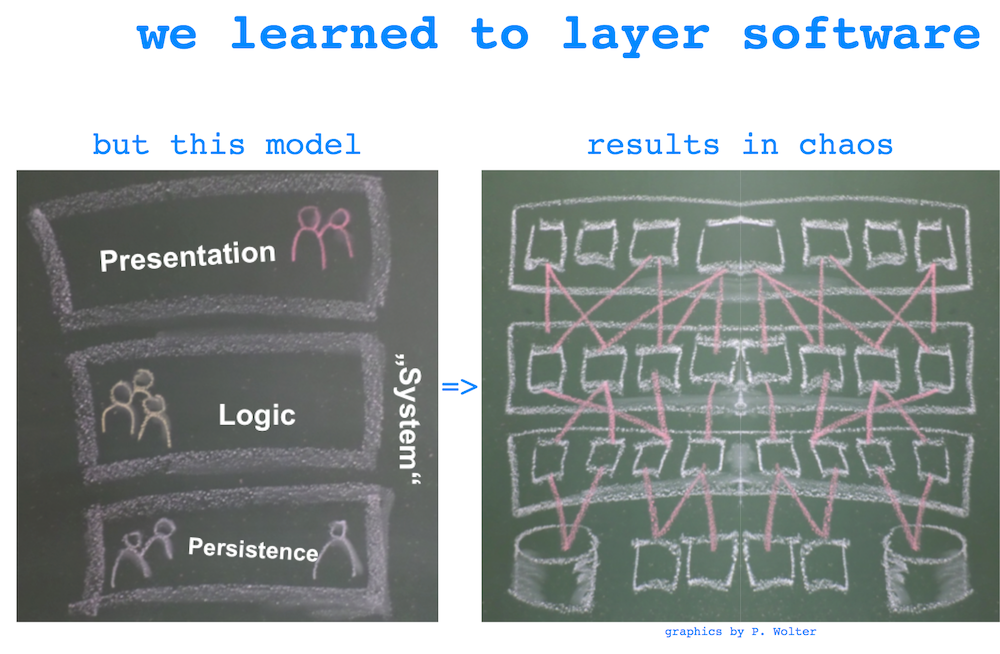 we learned to layer software
but this model
results in chaos
Presentation
Logic
Persistence
„System“
=>
graphics by P. Wolter